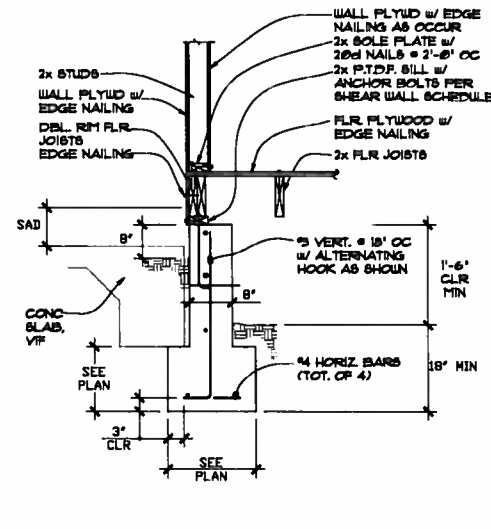 WALL PLYWD w/ EDGE
NAILING AS OCCUR
2x SOLE PLATE w/
20d NAILS @ 2'-0" OC
2x P.T.D.F. SILL w/
ANCHOR BOLTS PER
SHEAR WALL SCHEDULE
FLR PLYWOOD w/
EDGE NAILING
2x FLR JOISTS
2x STUDS
WALL PLYWD w/
EDGE NAILING
DBL RIM FLR
JOISTS
EDGE NAILING
SAD
8"
#3 VERT. @ 18" OC
w/ ALTERNATING
HOOK AS SHOWN
1'-6"
CLR
MIN
8"
CONC
SLAB,
VIF
SEE
PLAN
#4 HORIZ BARS
(TOT. OF 4)
18" MIN
3"
CLR
SEE
PLAN